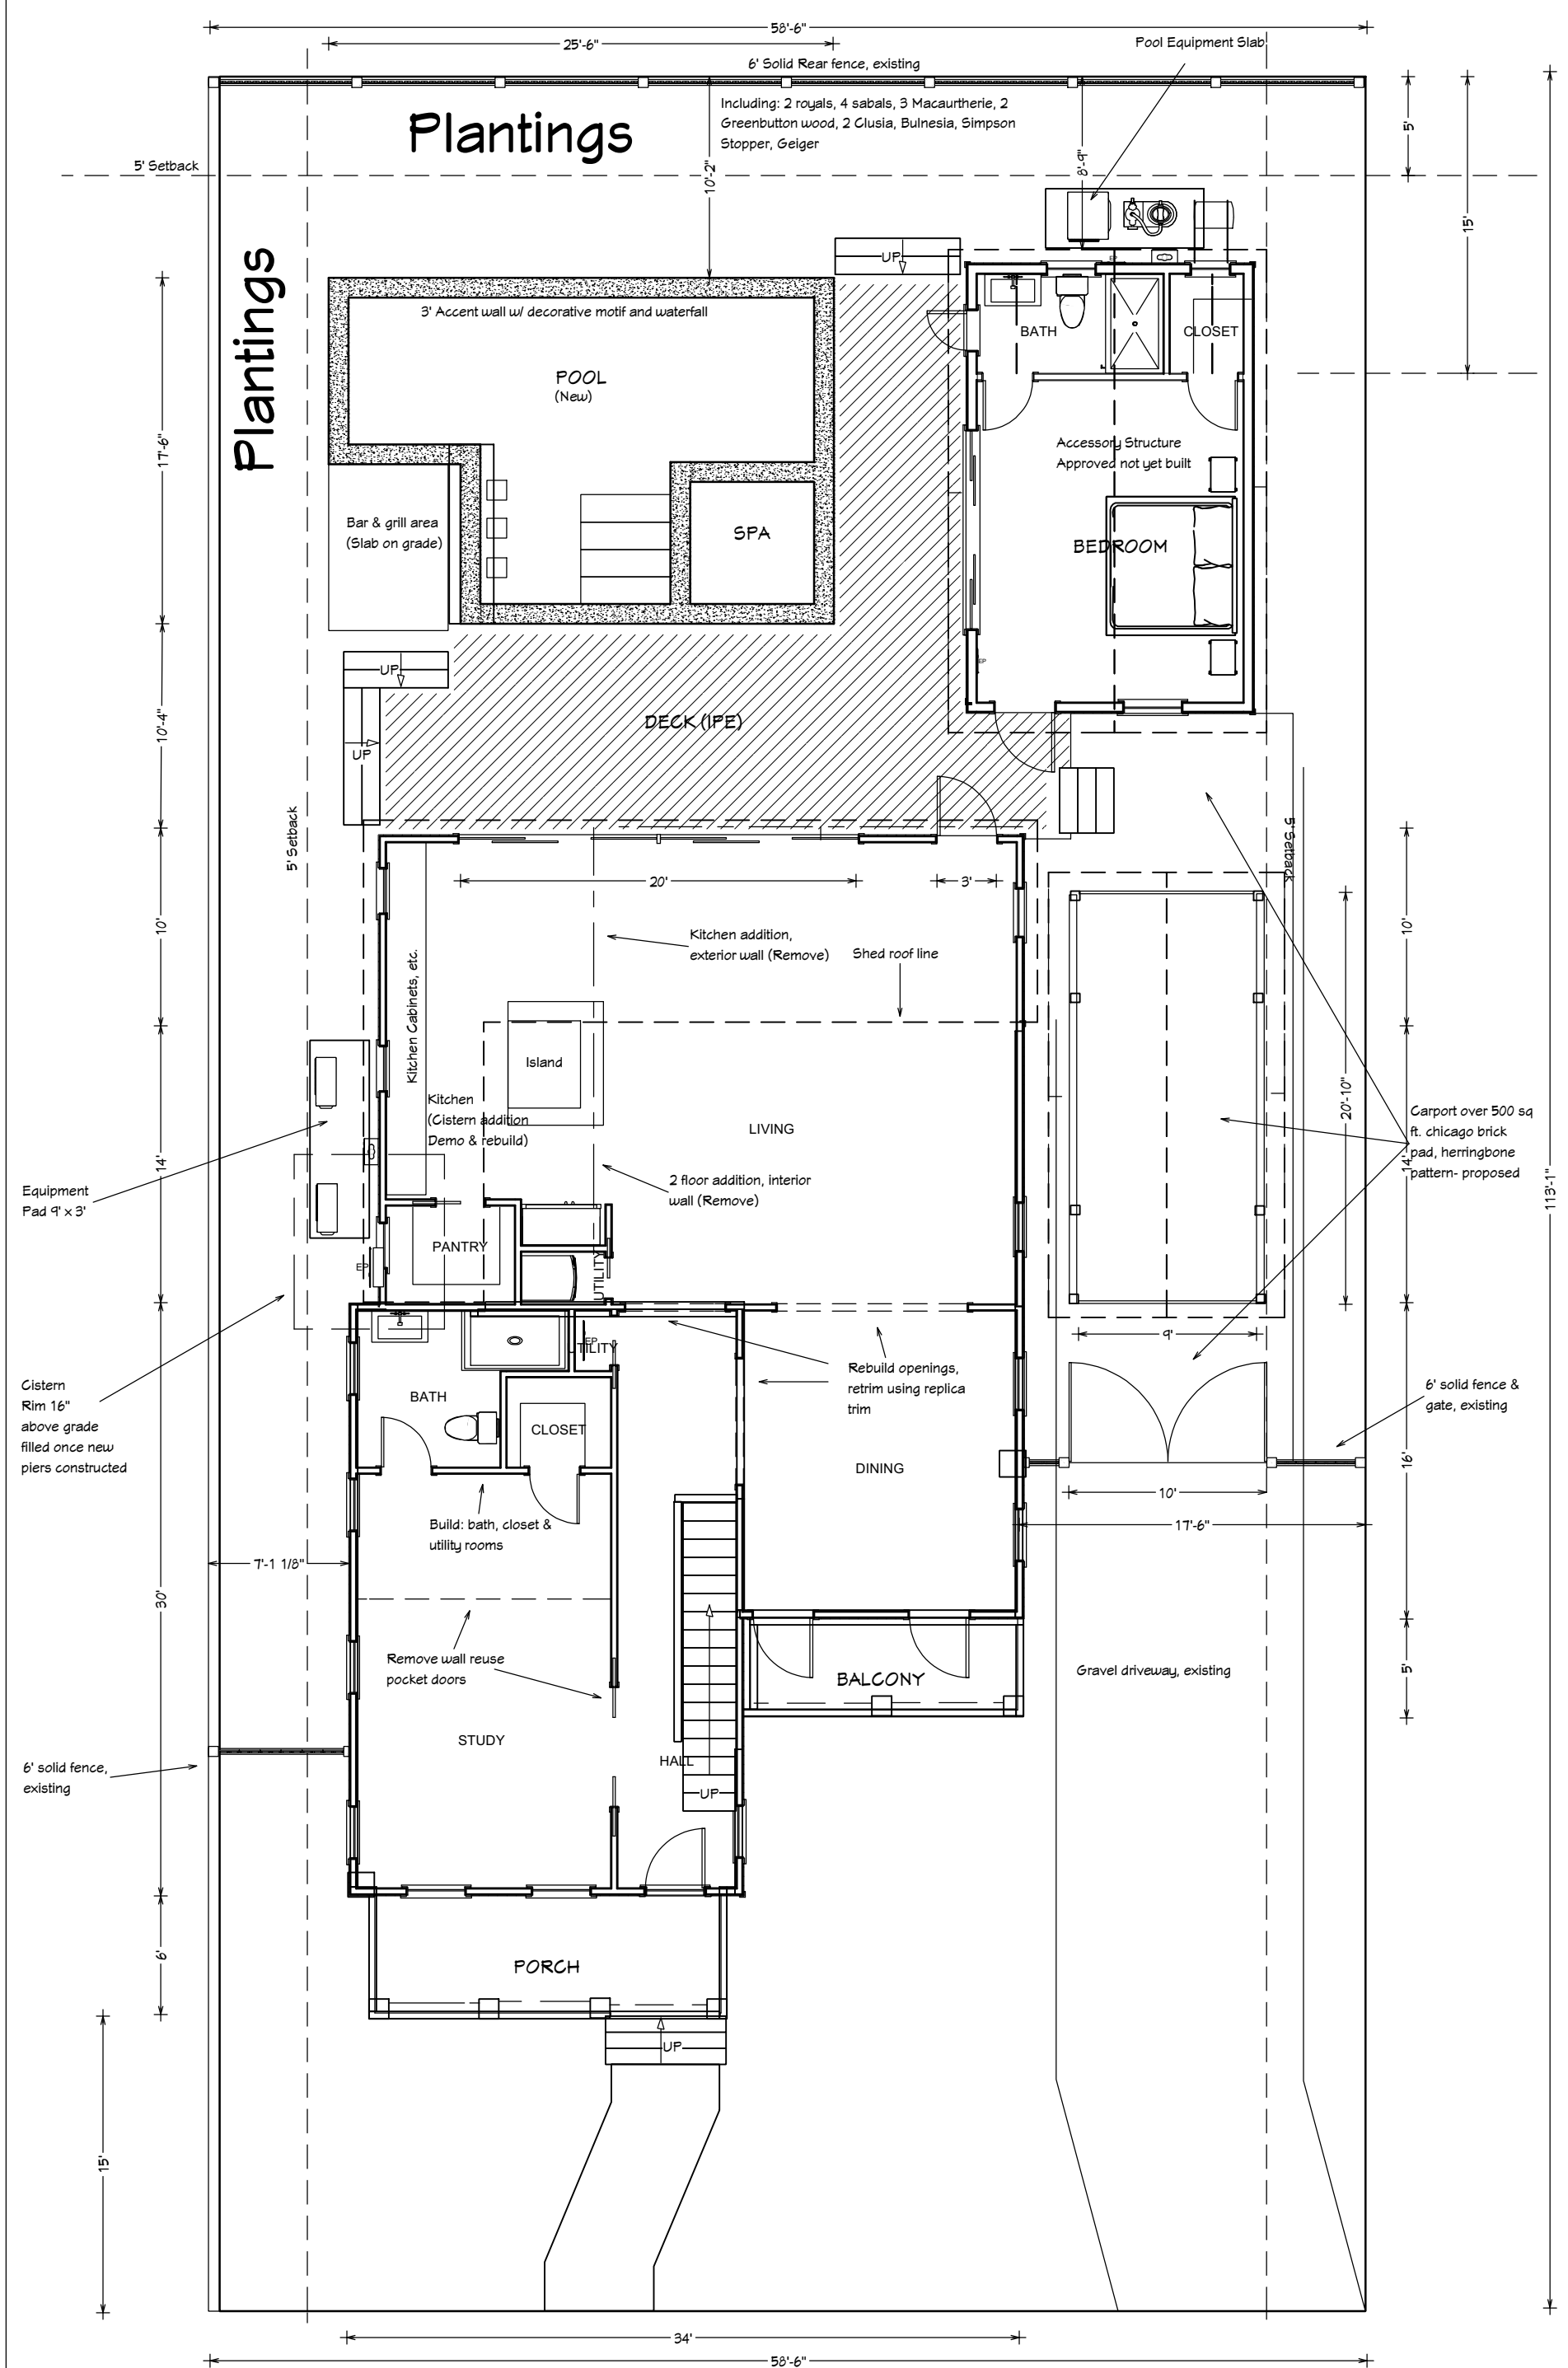 58'-6"
25'-6"
Pool Equipment Slab
6' Solid Rear fence, existing
Plantings
Including: 2 royals, 4 sabals, 3 Macaurtherie, 2
Greenbutton wood, 2 Clusia, Bulnesia, Simpson
Stopper, Geiger
5'
5' Setback
10'-2"
8'-9"
15'
Plantings
UP
3' Accent wall w/ decorative motif and waterfall
BATH
CLOSET
POOL
(New)
17'-6"
Accessory Structure
Approved not yet built
Bar & grill area
(Slab on grade)
SPA
BEDROOM
EP
UP
10'-4"
DECK (IPE)
UP
5' Setback
5' Setback
20'
3'
10'
Kitchen addition,
exterior wall (Remove)
Shed roof line
10'
Kitchen Cabinets, etc.
Island
Kitchen
(Cistern addition
Demo & rebuild)
LIVING
20'-10"
Carport over 500 sq
ft. chicago brick
pad, herringbone
pattern- proposed
14'
14'
113'-1"
2 floor addition, interior
wall (Remove)
Equipment
Pad 9' x 3'
PANTRY
EP
UTILITY
9'
EP
UTILITY
Rebuild openings,
retrim using replica
trim
Cistern
Rim 16"
above grade
filled once new
piers constructed
BATH
CLOSET
6' solid fence &
gate, existing
DINING
16'
10'
Build: bath, closet &
utility rooms
17'-6"
7'-1 1/8"
30'
Remove wall reuse
pocket doors
BALCONY
Gravel driveway, existing
5'
STUDY
HALL
6' solid fence,
existing
UP
6'
PORCH
UP
15'
34'
58'-6"